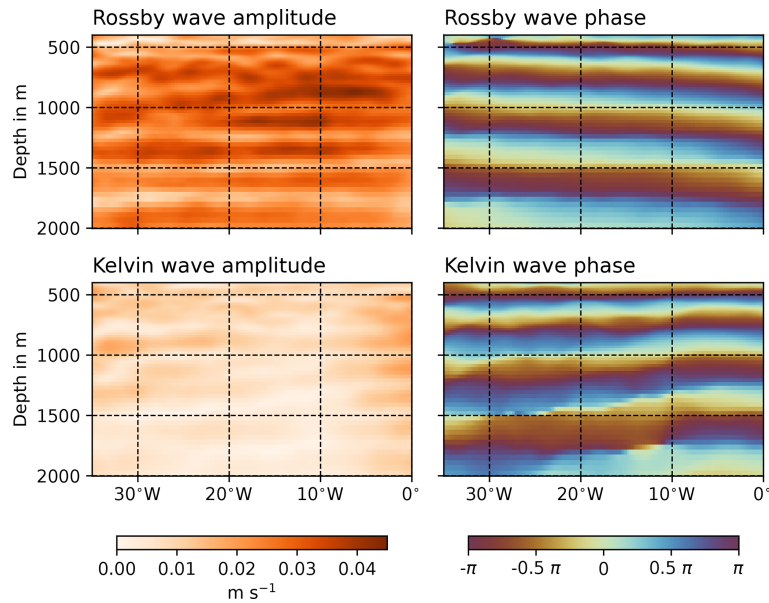 Rossby wave amplitude
Rossby wave phase
500
1000
1500
2000
Depth in m
Kelvin wave amplitude
Kelvin wave phase
500
1000
1500
2000
Depth in m
30°W 20°W 10°W 0°
30°W 20°W 10°W 0°
0.00 0.01 0.02 0.03 0.04
m s⁻¹
-π -0.5 π 0 0.5 π π